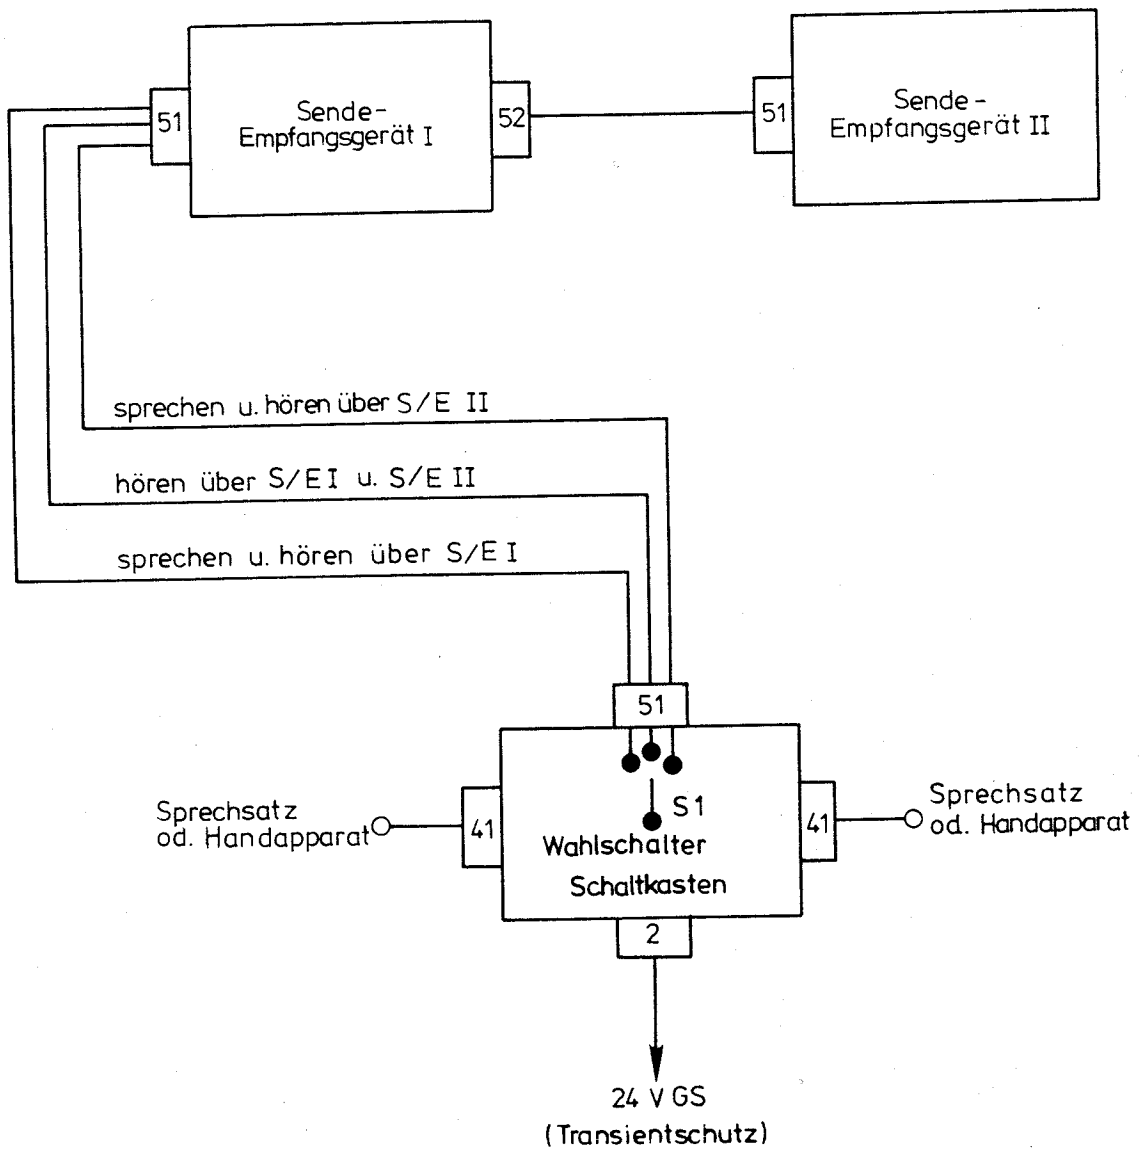 51
Sende-
Empfangsgerät I
52
51
Sende-
Empfangsgerät II
sprechen u. hören über S/E II
hören über S/E I u. S/E II
sprechen u. hören über S/E I
51
Sprechsatz
od. Handapparat
41
S1
Wahlschalter
Schaltkasten
41
Sprechsatz
od. Handapparat
2
24 V GS
(Transientschutz)